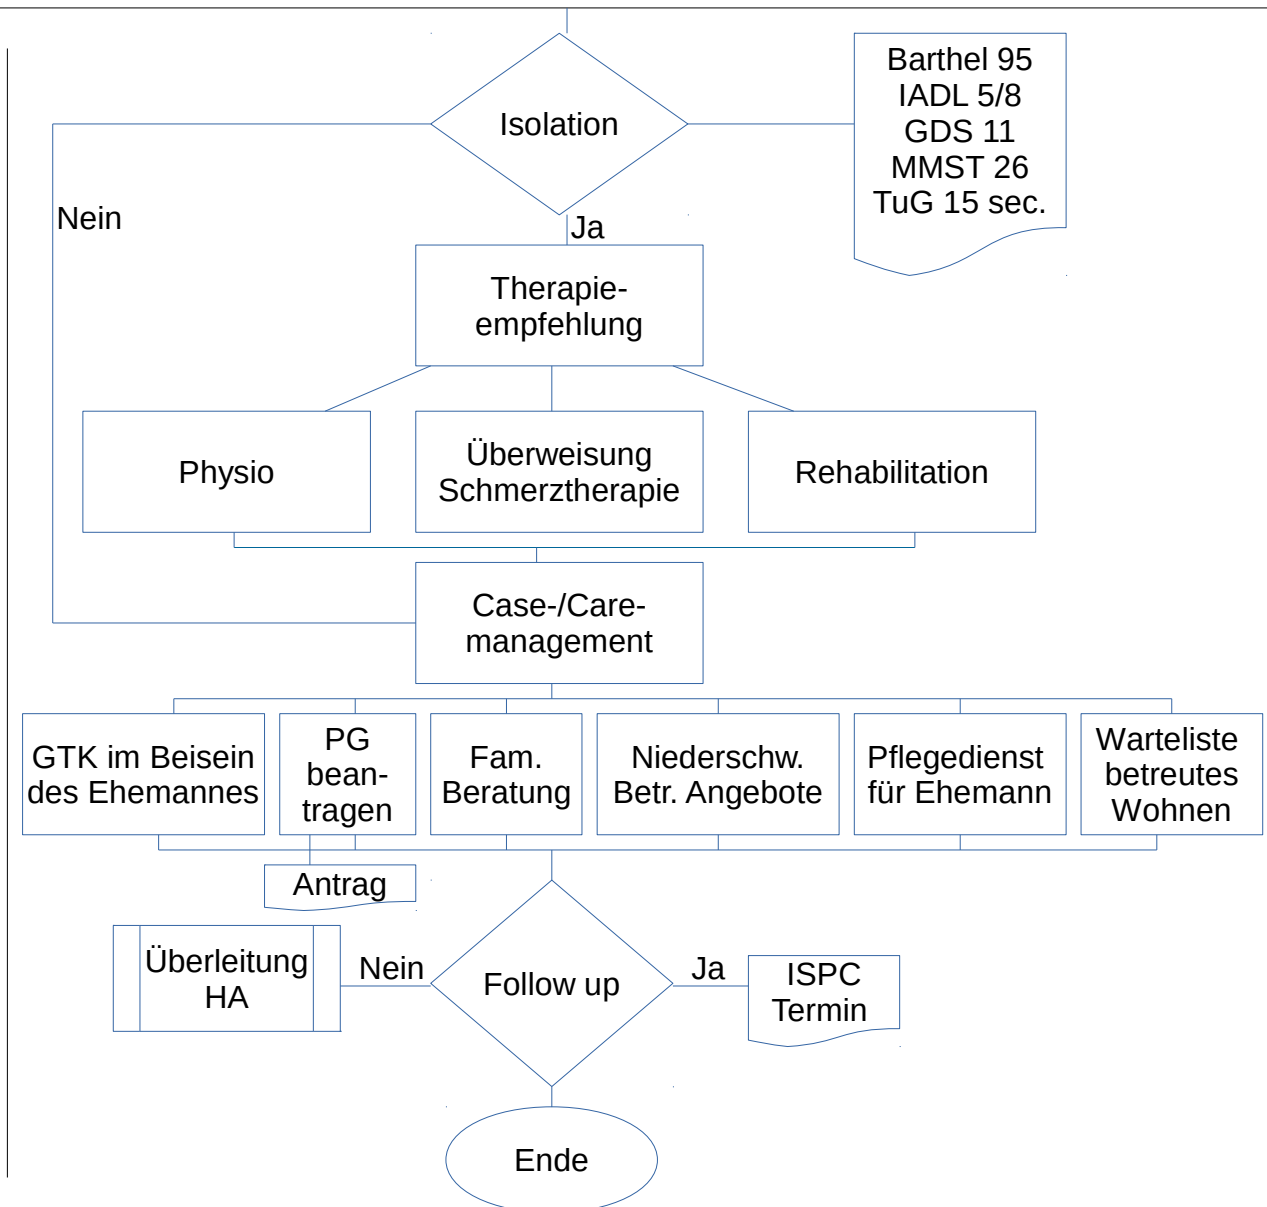 Isolation
Barthel 95
IADL 5/8
GDS 11
MMST 26
TuG 15 sec.
Nein
Ja
Therapie-
empfehlung
Physio
Überweisung
Schmerztherapie
Rehabilitation
Case-/Care-
management
GTK im Beisein
des Ehemannes
PG
bean-
tragen
Fam.
Beratung
Niederschw.
Betr. Angebote
Pflegedienst
für Ehemann
Warteliste
betreutes
Wohnen
Antrag
Überleitung
HA
Nein
Follow up
Ja
ISPC
Termin
Ende